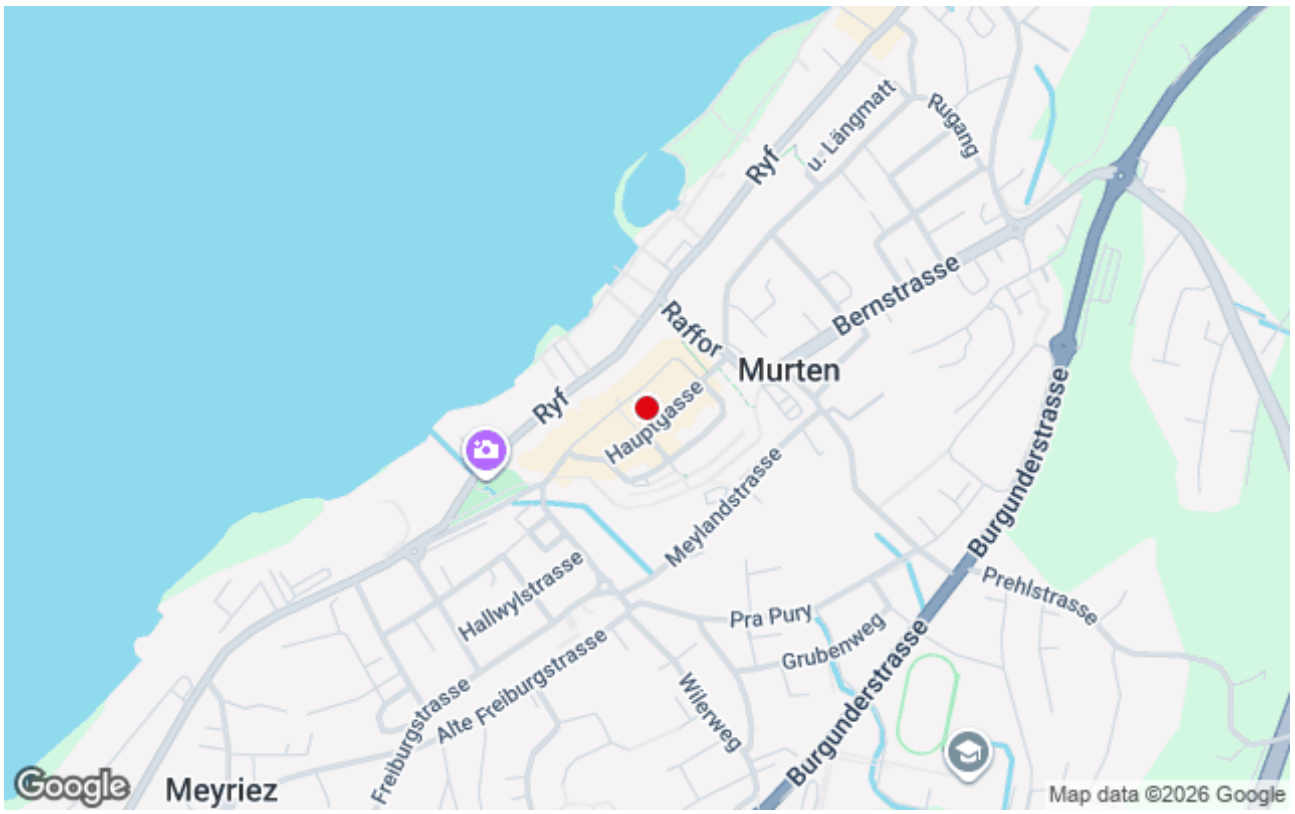 u. Längmatt
Rugang
Ryf
Bernstrasse
Raffor
Murten
Ryf
Hauptgasse
Burgunderstrasse
Meylandstrasse
Hallwylstrasse
Prehlstrasse
Pra Pury
Grubenweg
Alte Freiburgstrasse
Freiburgstrasse
Wilerweg
Burgunderstrasse
Meyriez
Google
Map data ©2026 Google